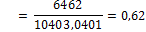 = 6462 / 10403,0401 = 0,62